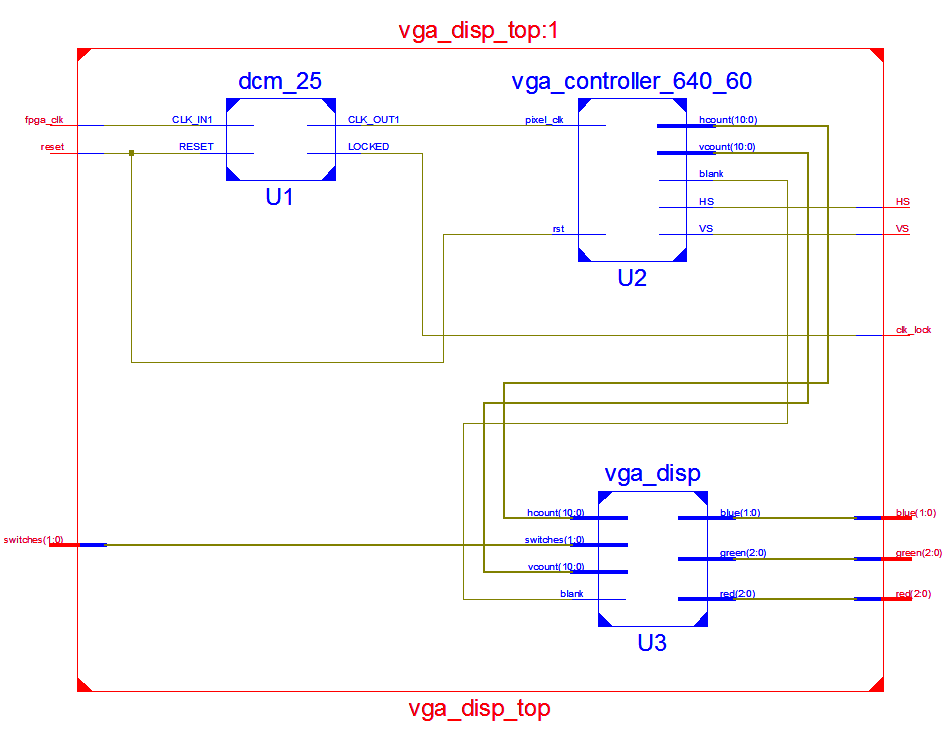 vga_disp_top:1
dcm_25
vga_controller_640_60
fpga_clk
CLK_IN1
CLK_OUT1
pixel_clk
hcount(10:0)
reset
RESET
LOCKED
vcount(10:0)
blank
U1
HS
HS
rst
VS
VS
U2
clk_lock
vga_disp
hcount(10:0)
blue(1:0)
blue(1:0)
switches(1:0)
switches(1:0)
green(2:0)
green(2:0)
vcount(10:0)
blank
red(2:0)
red(2:0)
U3
vga_disp_top